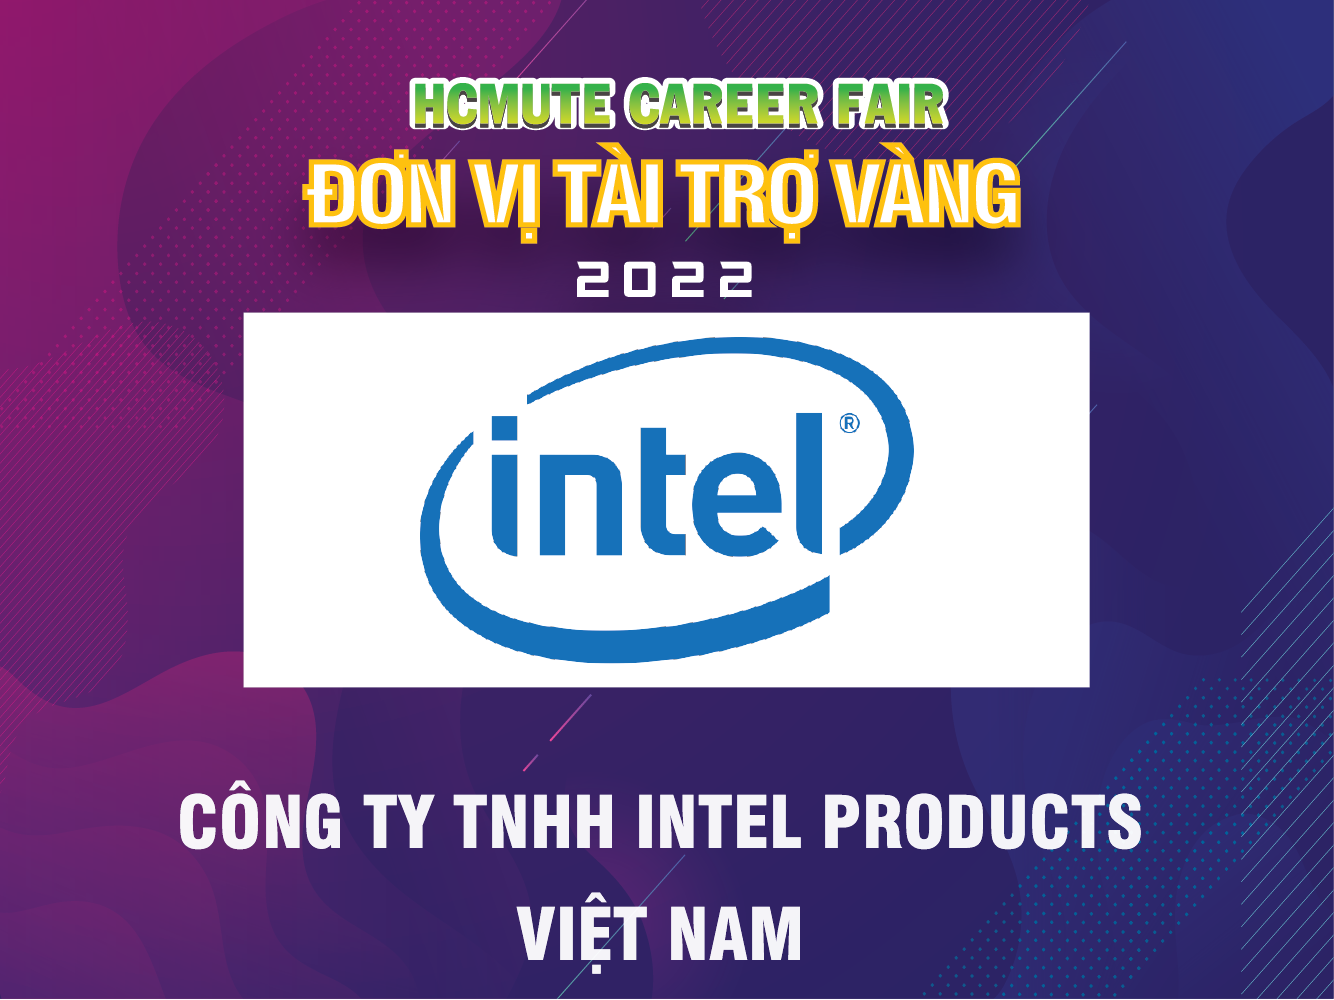 HCMUTE CAREER FAIR
ĐƠN VỊ TÀI TRỢ VÀNG
2022
intel®
CÔNG TY TNHH INTEL PRODUCTS
VIỆT NAM